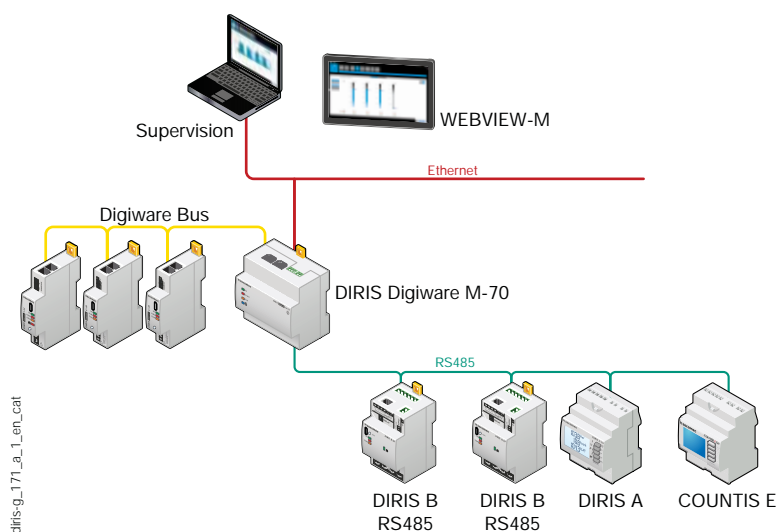 Supervision
WEBVIEW-M
Ethernet
Digiware Bus
DIRIS Digiware M-70
RS485
DIRIS B
RS485
DIRIS B
RS485
DIRIS A
COUNTIS E
diris-g_171_a_1_en_cat